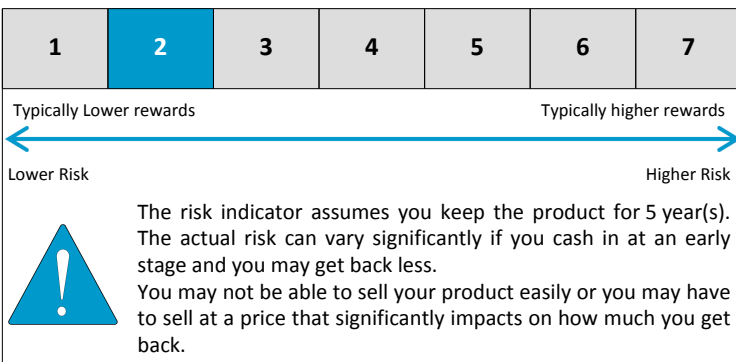 1 2 3 4 5 6 7
Typically Lower rewards Typically higher rewards
Lower Risk Higher Risk
The risk indicator assumes you keep the product for 5 year(s).
The actual risk can vary significantly if you cash in at an early
stage and you may get back less.
You may not be able to sell your product easily or you may have
to sell at a price that significantly impacts on how much you get
back.